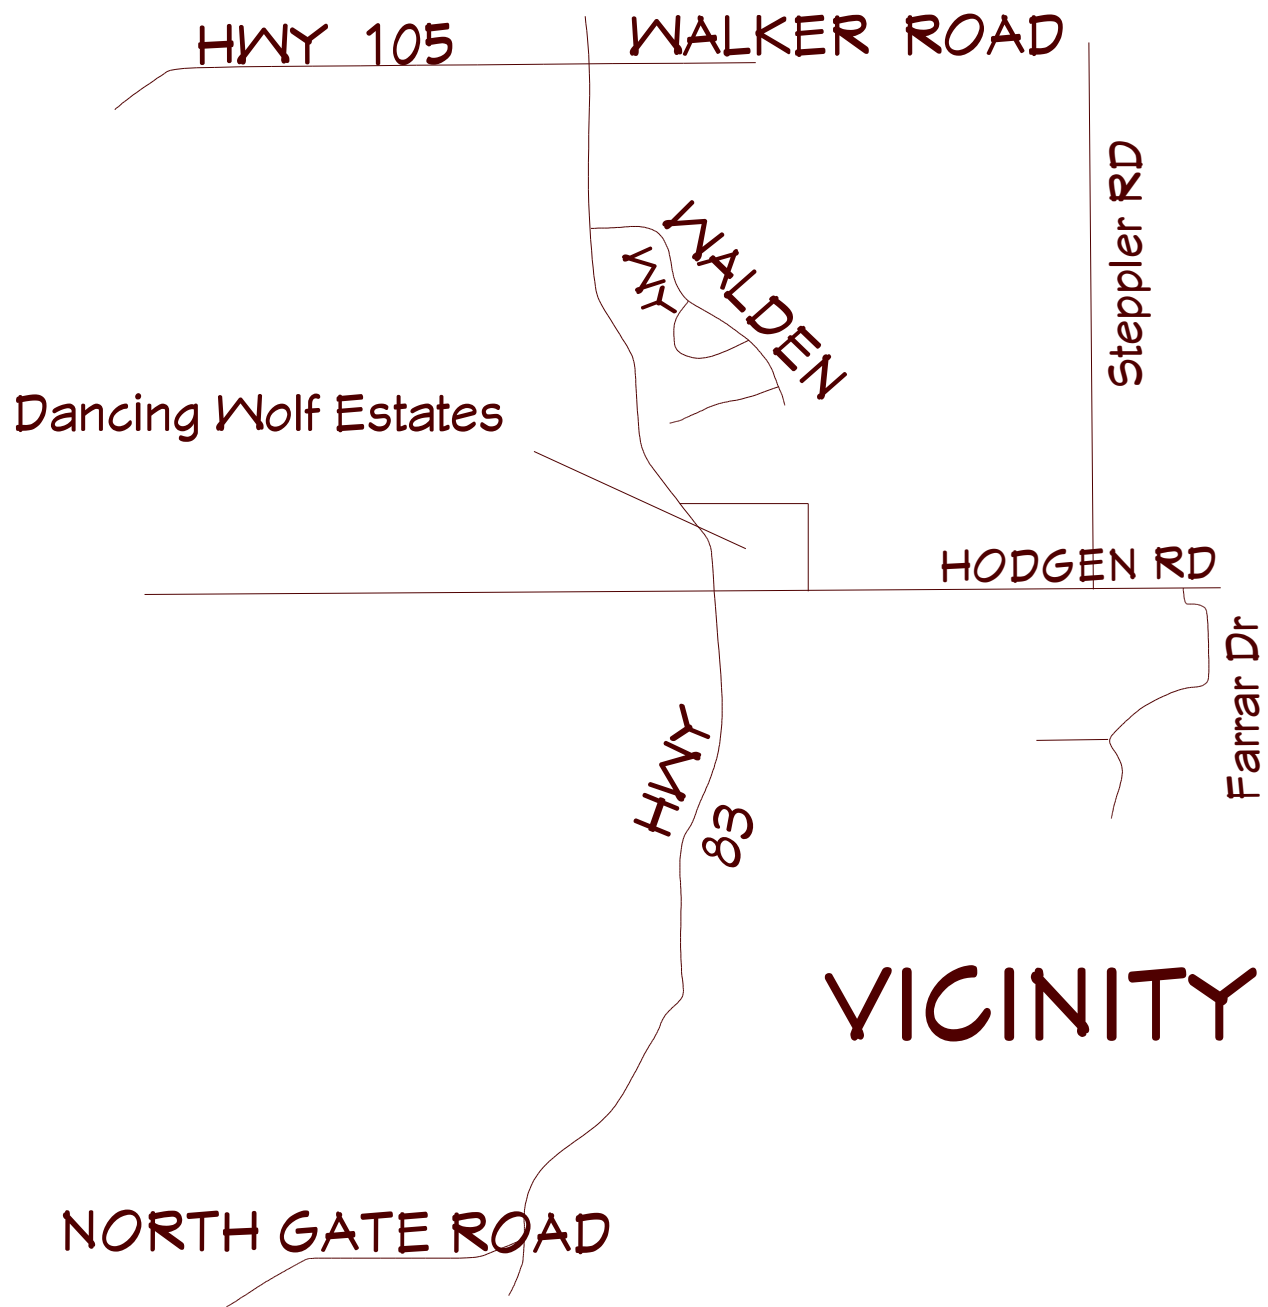 HWY 105
WALKER ROAD
Steppler RD
WALDEN
WY
Dancing Wolf Estates
HODGEN RD
Farrar Dr
HWY
83
VICINITY
NORTH GATE ROAD